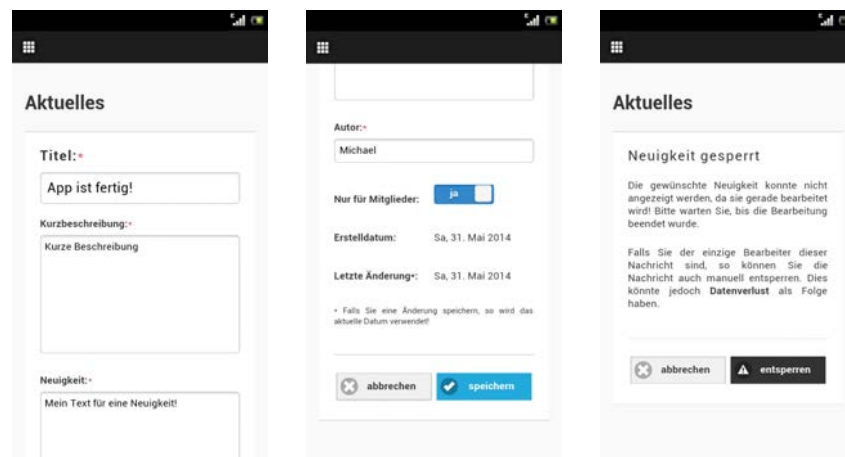 Aktuelles
Titel:*
App ist fertig!
Kurzbeschreibung:*
Kurze Beschreibung
Neuigkeit:*
Mein Text für eine Neuigkeit!
Autor:*
Michael
Nur für Mitglieder:
ja
Erstelldatum:
Sa, 31. Mai 2014
Letzte Änderung*:
Sa, 31. Mai 2014
* Falls Sie eine Änderung speichern, so wird das
aktuelle Datum verwendet!
abbrechen
speichern
Aktuelles
Neuigkeit gesperrt
Die gewünschte Neuigkeit konnte nicht
angezeigt werden, da sie gerade bearbeitet
wird! Bitte warten Sie, bis die Bearbeitung
beendet wurde.
Falls Sie der einzige Bearbeiter dieser
Nachricht sind, so können Sie die
Nachricht auch manuell entsperren. Dies
könnte jedoch Datenverlust als Folge
haben.
abbrechen
entsperren